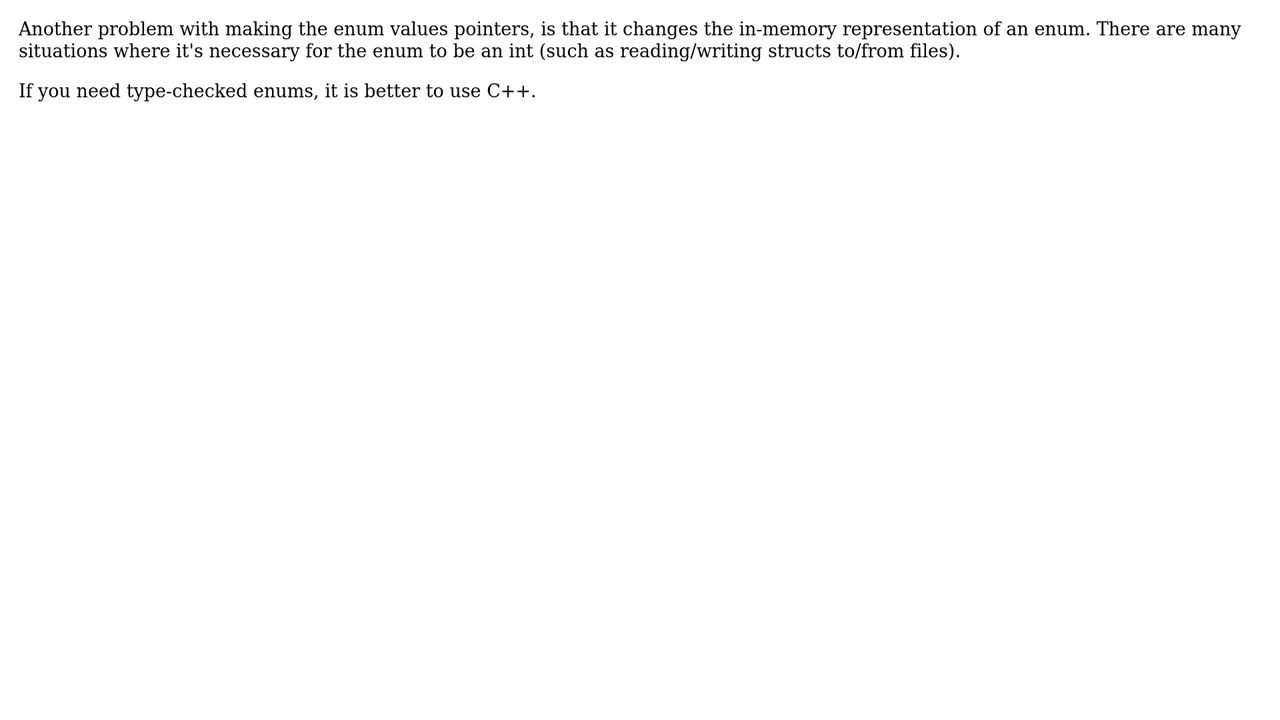 Another problem with making the enum values pointers, is that it changes the in-memory representation of an enum. There are many
situations where it's necessary for the enum to be an int (such as reading/writing structs to/from files).
If you need type-checked enums, it is better to use C++.